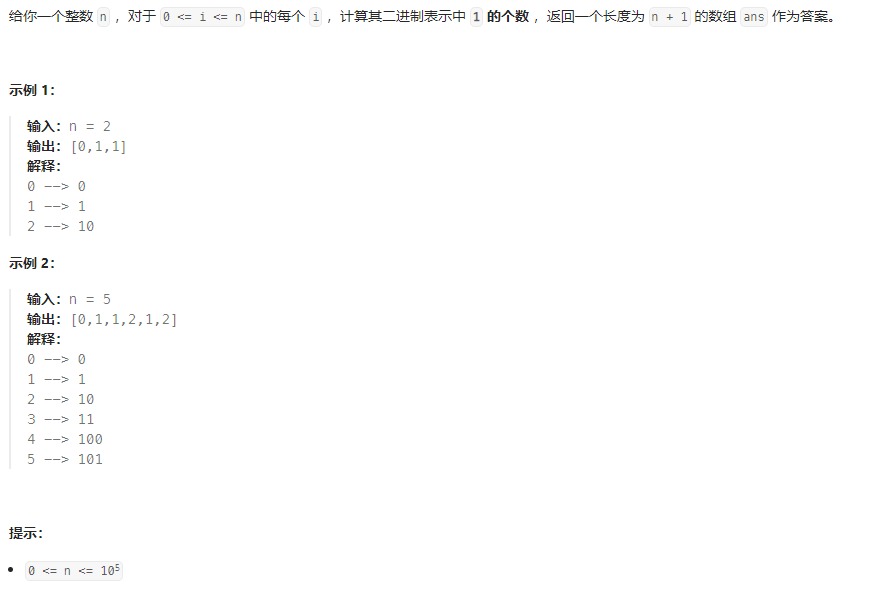 给你一个整数 n ，对于 0 <= i <= n 中的每个 i ，计算其二进制表示中 1 的个数 ，返回一个长度为 n + 1 的数组 ans 作为答案。
示例 1：
输入：n = 2
输出：[0,1,1]
解释：
0 --> 0
1 --> 1
2 --> 10
示例 2：
输入：n = 5
输出：[0,1,1,2,1,2]
解释：
0 --> 0
1 --> 1
2 --> 10
3 --> 11
4 --> 100
5 --> 101
提示：
• 0 <= n <= 10⁵